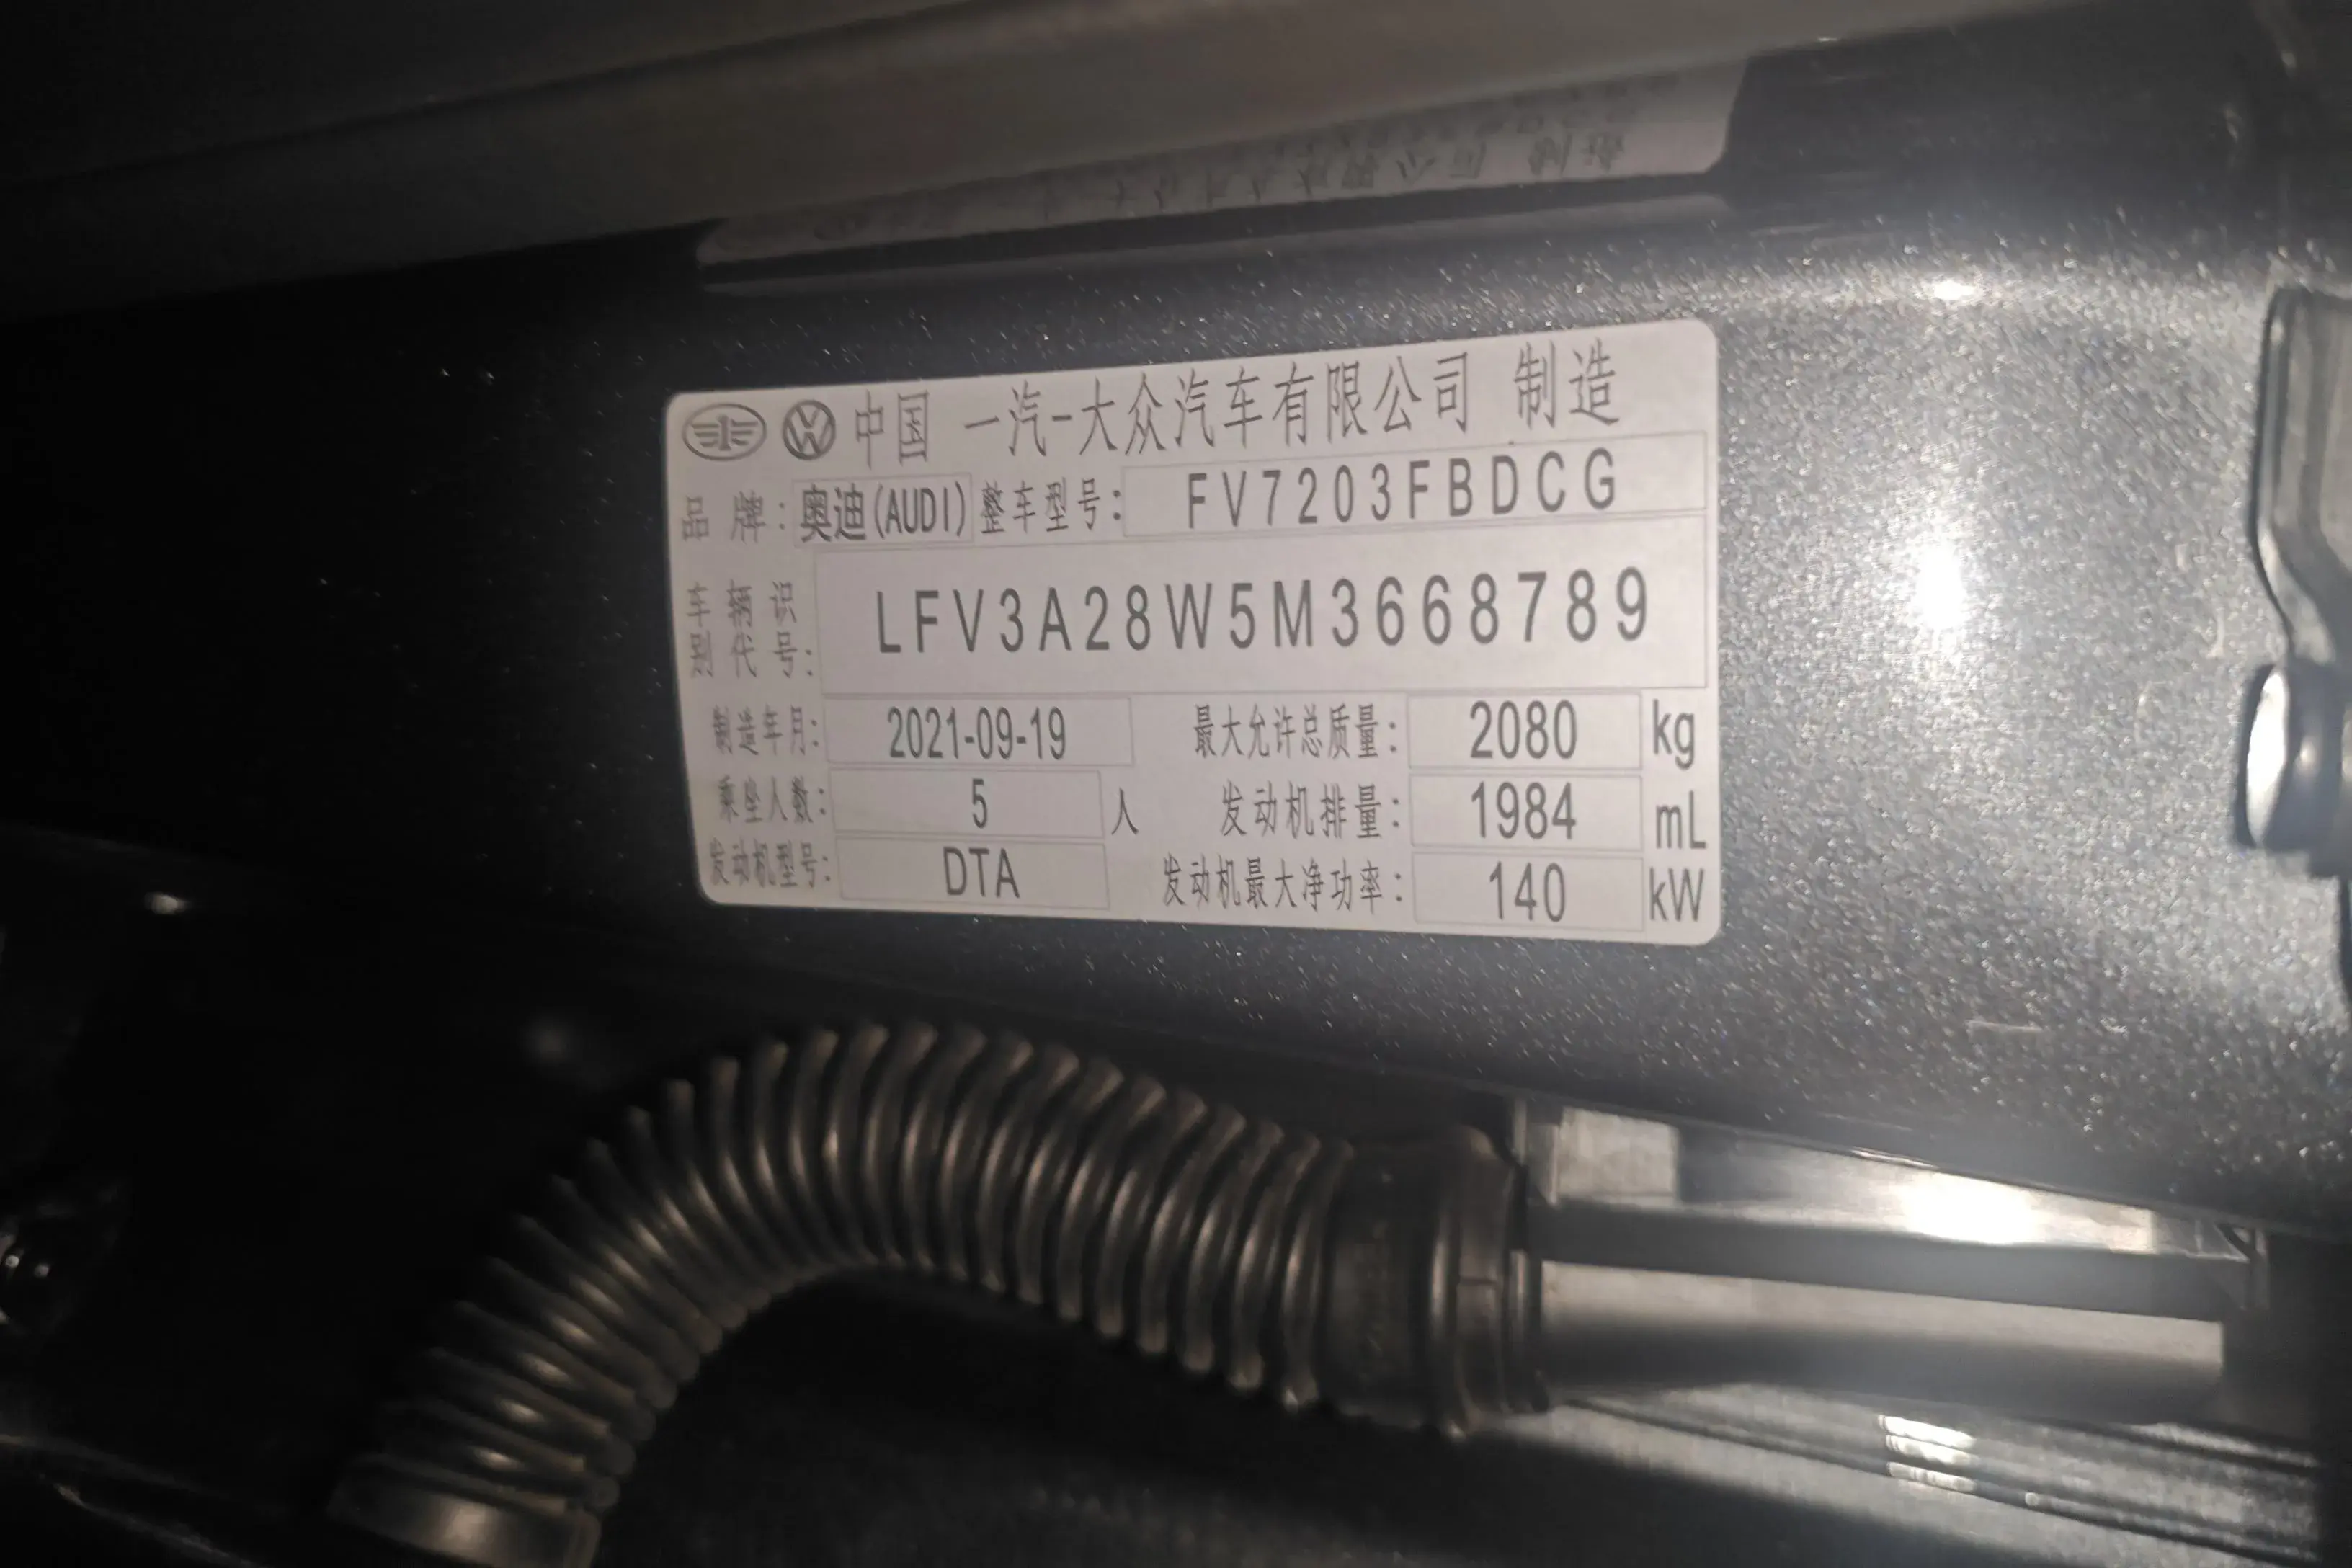 中国 一汽-大众汽车有限公司 制造
品牌: 奥迪(AUDI) 整车型号: FV7203FBDCG
车辆识别代号: LFV3A28W5M3668789
制造年月: 2021-09-19 最大允许总质量: 2080 kg
乘坐人数: 5 人 发动机排量: 1984 mL
发动机型号: DTA 发动机最大净功率: 140 kW